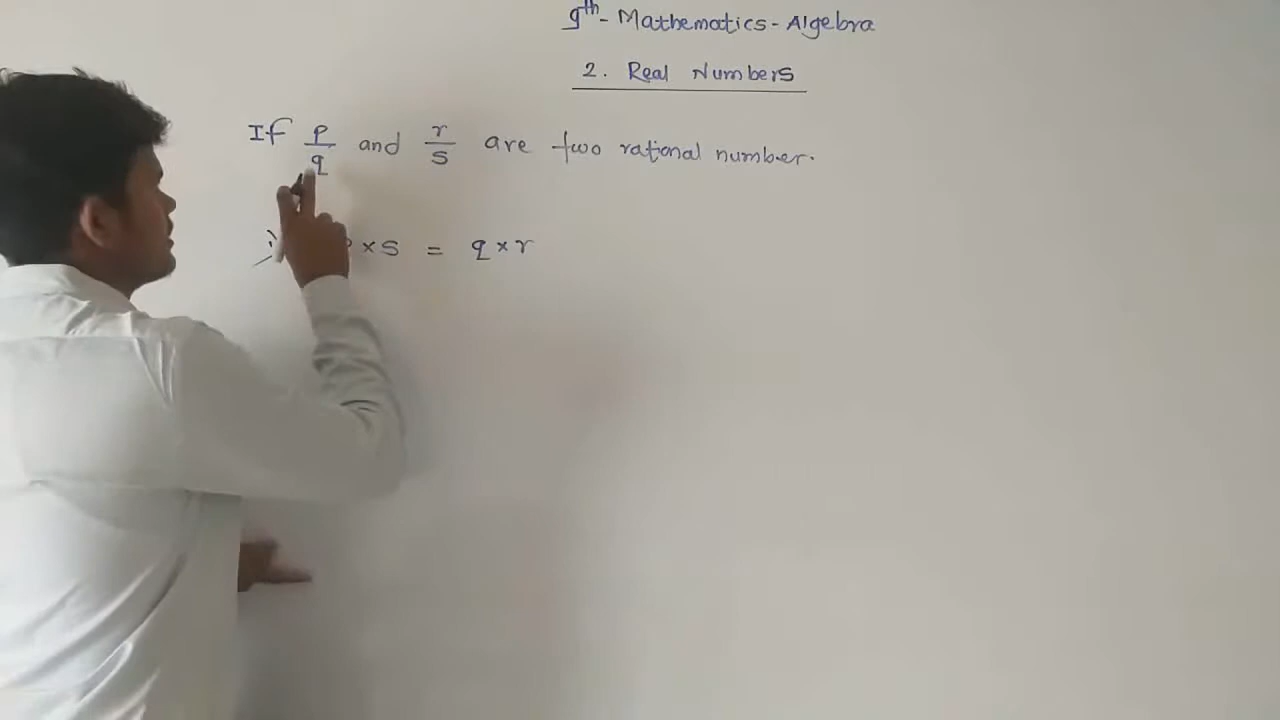 9th - Mathematics - Algebra
2. Real Numbers
If p/q and r/s are two rational number.
× s = q × r